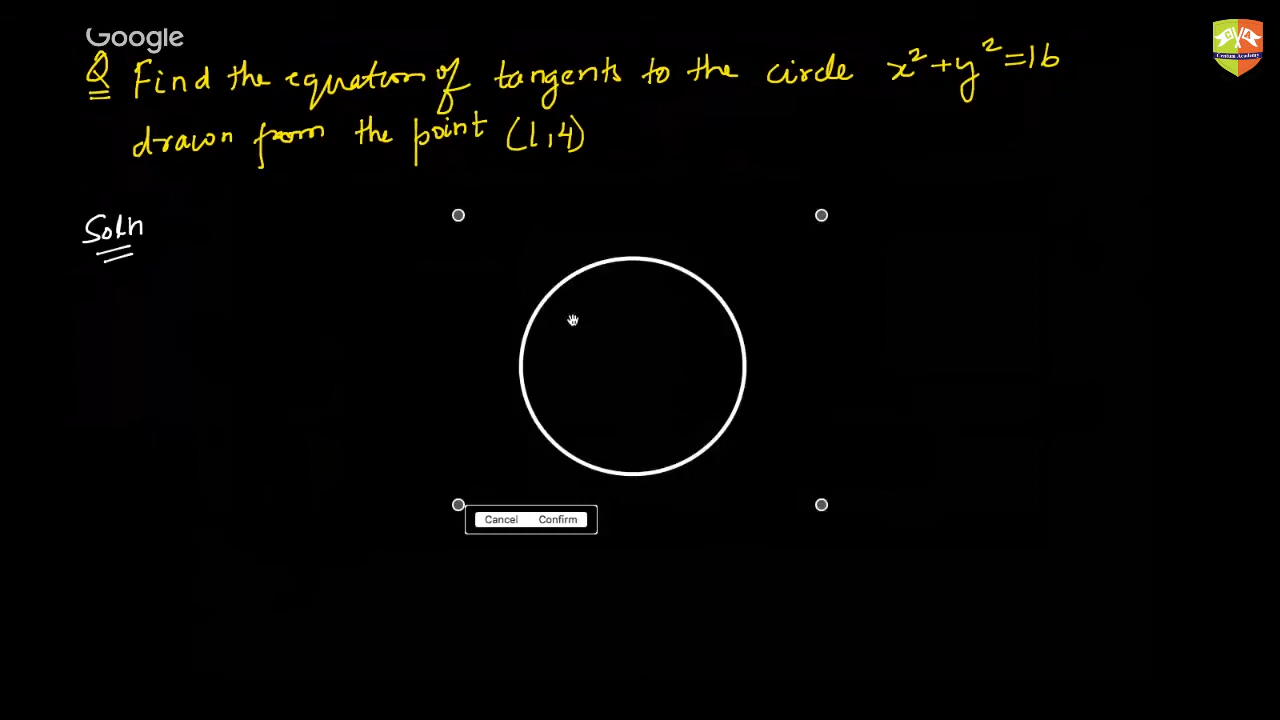 Google
Q Find the equation of tangents to the circle x²+y²=16
drawn from the point (1,4)
Soln
Cancel Confirm